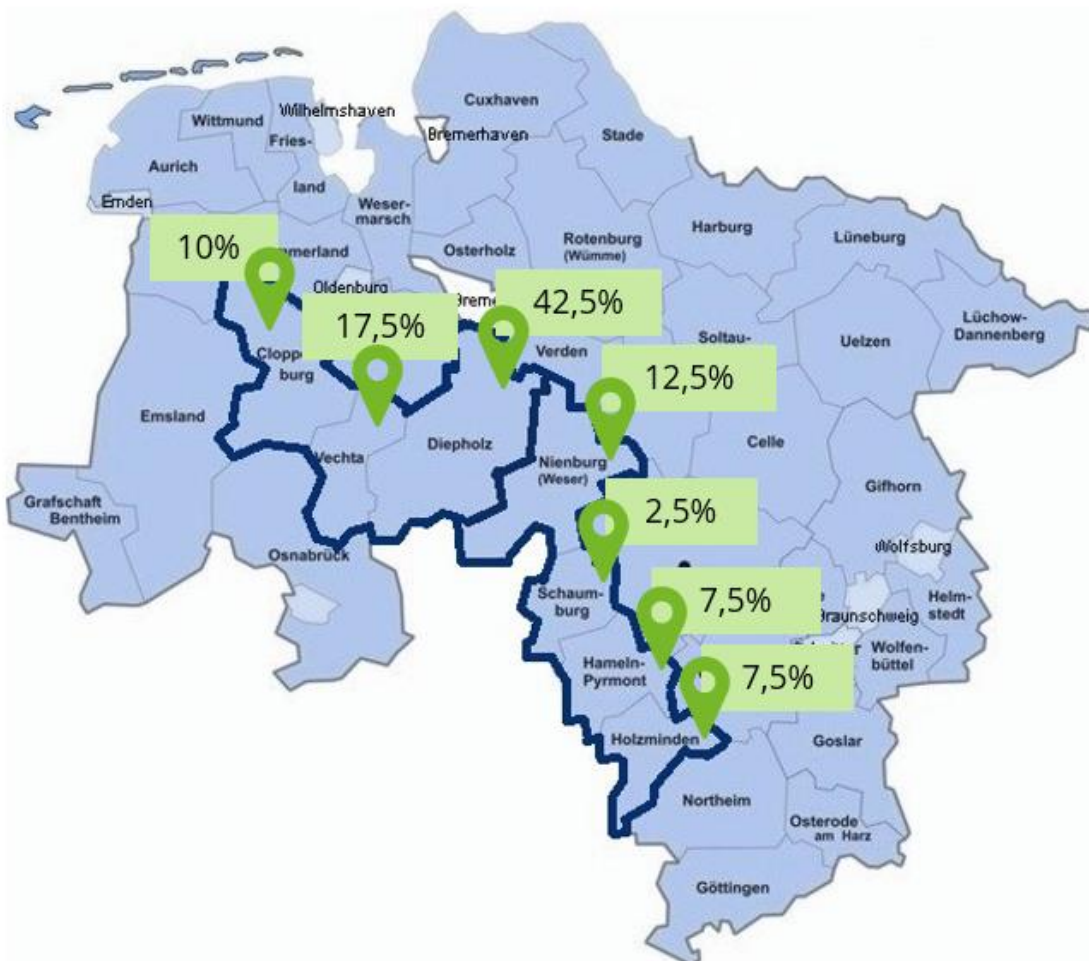 Cuxhaven
Wilhelmshaven
Wittmund
Bremerhaven
Stade
Fries-
Aurich
land
Emden
Weser-
marsch
Harburg
Lüneburg
Rotenburg
(Wümme)
Osterholz
10%
Oldenburg
42,5%
Lüchow-
Dannenberg
17,5%
Soltau-
Uelzen
Verden
burg
12,5%
Emsland
Diepholz
Celle
Vechta
Nienburg
(Weser)
Gifhorn
Grafschaft
Bentheim
2,5%
Osnabrück
Wolfsburg
Schaum-
burg
7,5%
Helm-
stedt
Wolfen-
büttel
Hameln-
Pyrmont
7,5%
Holzminden
Goslar
Northeim
Osterode
am Harz
Göttingen